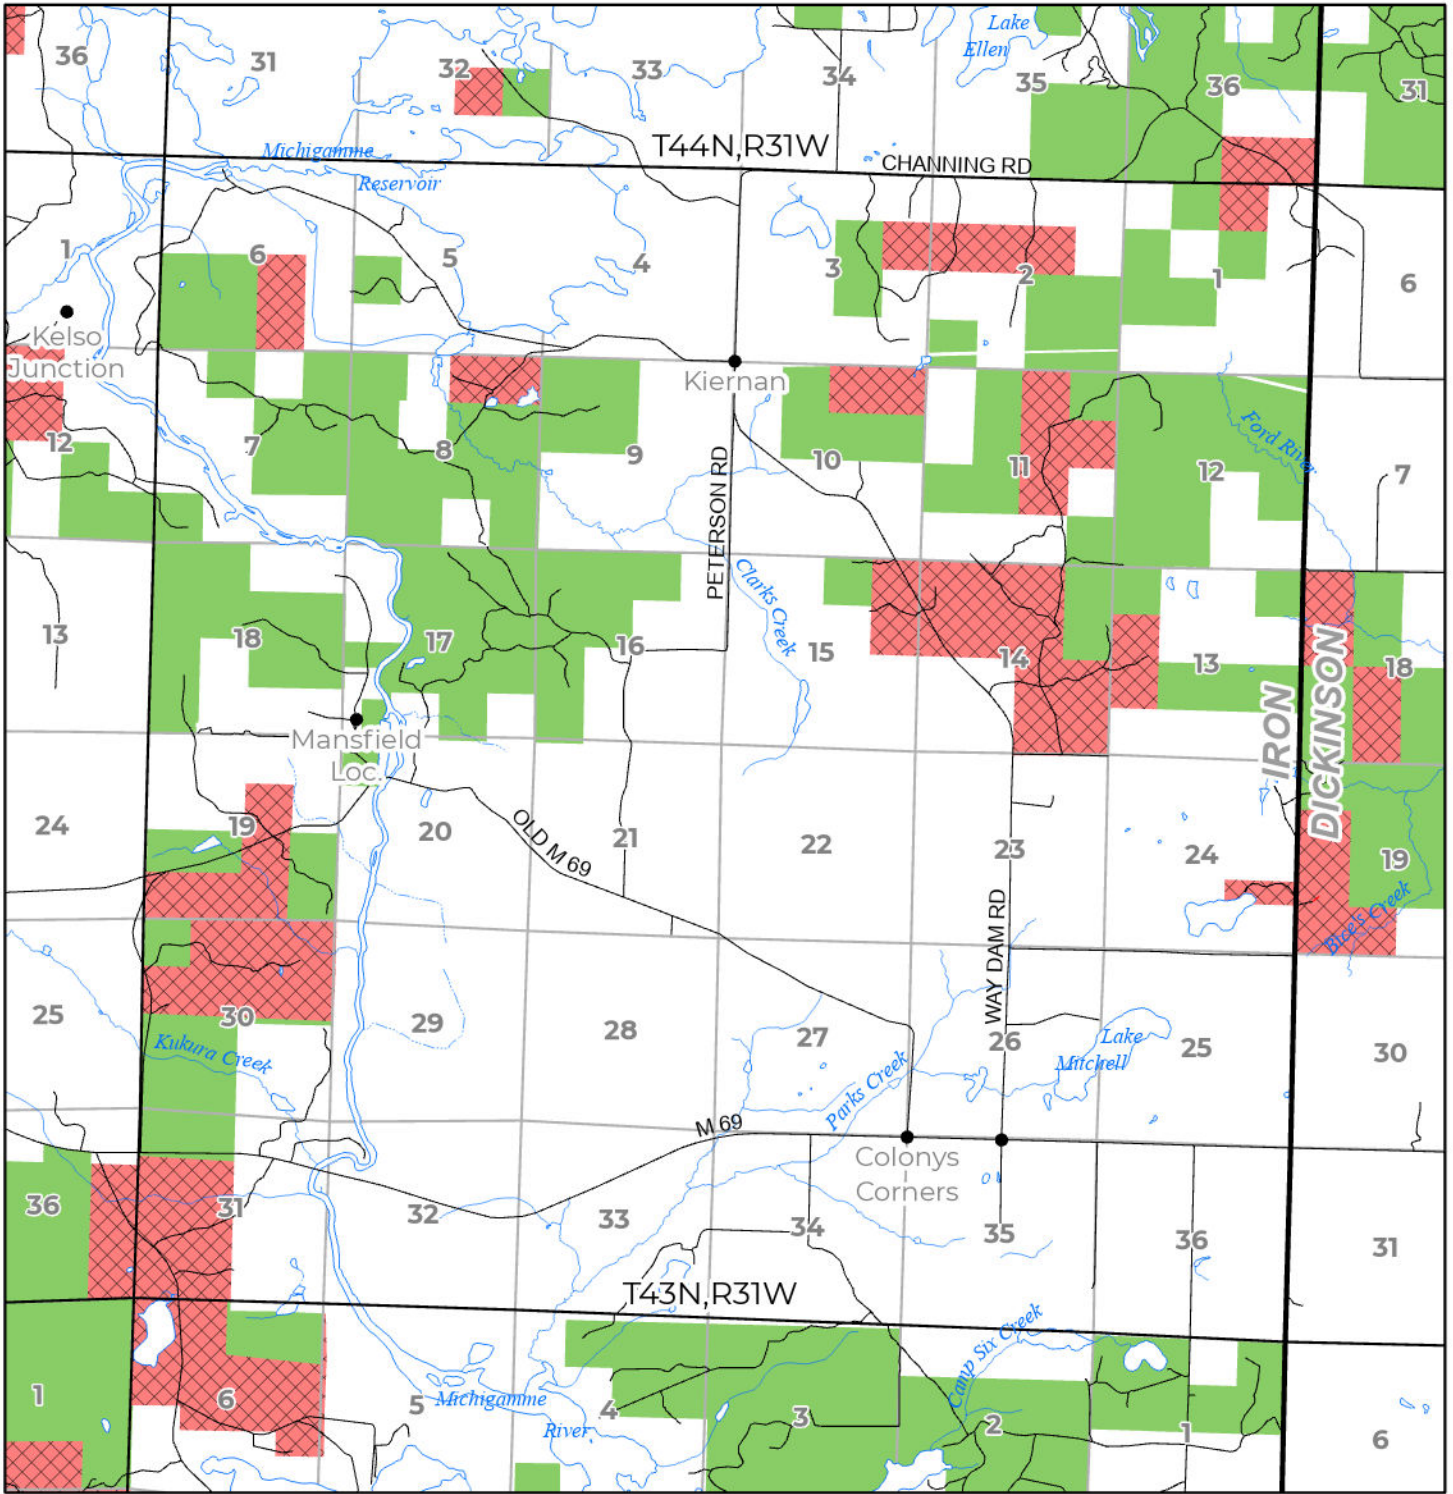 Lake
Ellen
36
31
32
33
34
35
36
31
Michigamme
Reservoir
T44N,R31W
CHANNING RD
1
6
5
4
3
2
1
6
Kelso
Junction
Kiernan
12
7
8
9
10
11
12
7
Ford River
PETERSON RD
Clarks Creek
13
18
17
16
15
14
13
18
IRON
DICKINSON
Mansfield
Loc.
24
19
20
OLD M 69
21
22
23
24
19
Bice's Creek
WAY DAM RD
25
30
29
28
27
26
25
30
Kukura Creek
Lake
Mitchell
Parks Creek
M 69
Colonys
Corners
36
31
32
33
34
35
36
31
T43N,R31W
Camp Six Creek
1
6
5
4
3
2
1
6
Michigamme
River